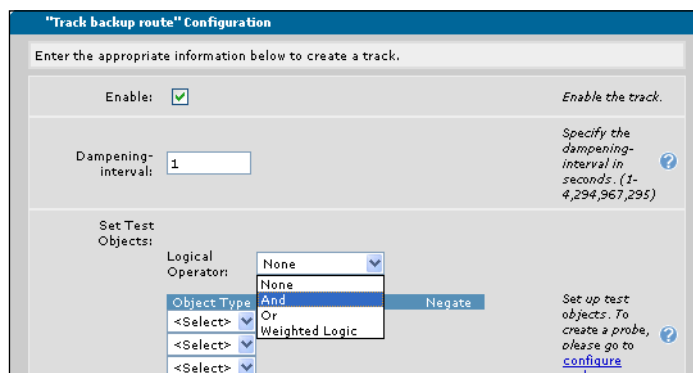 "Track backup route" Configuration
Enter the appropriate information below to create a track.
Enable:
Enable the track.
Dampening-
interval:
1
Specify the
dampening-
interval in
seconds. (1-
4,294,967,295)
?
Set Test
Objects:
Logical
Operator:
None
None
And
Or
Weighted Logic
Object Type
Negate
<Select>
<Select>
<Select>
Set up test
objects. To
create a probe,
please go to
configure
?